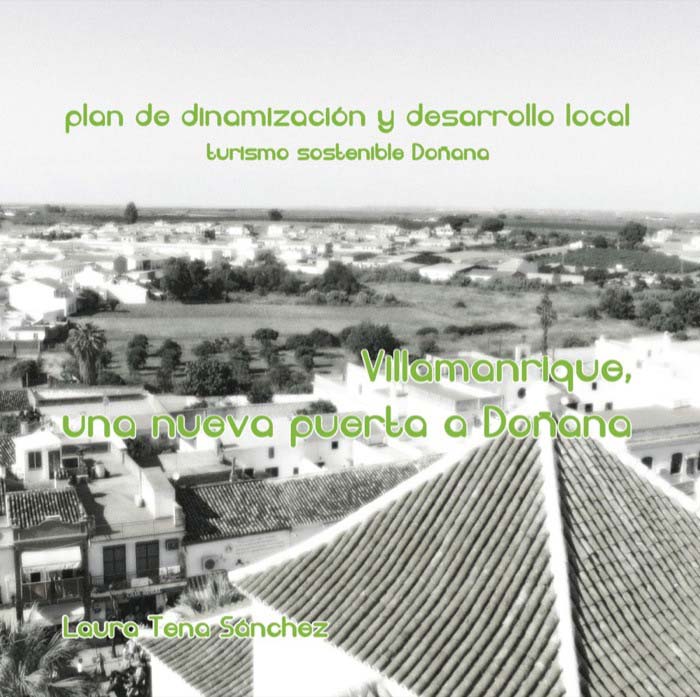 plan de dinamización y desarrollo local
turismo sostenible Doñana
Villamanrique,
una nueva puerta a Doñana
Laura Tena Sánchez